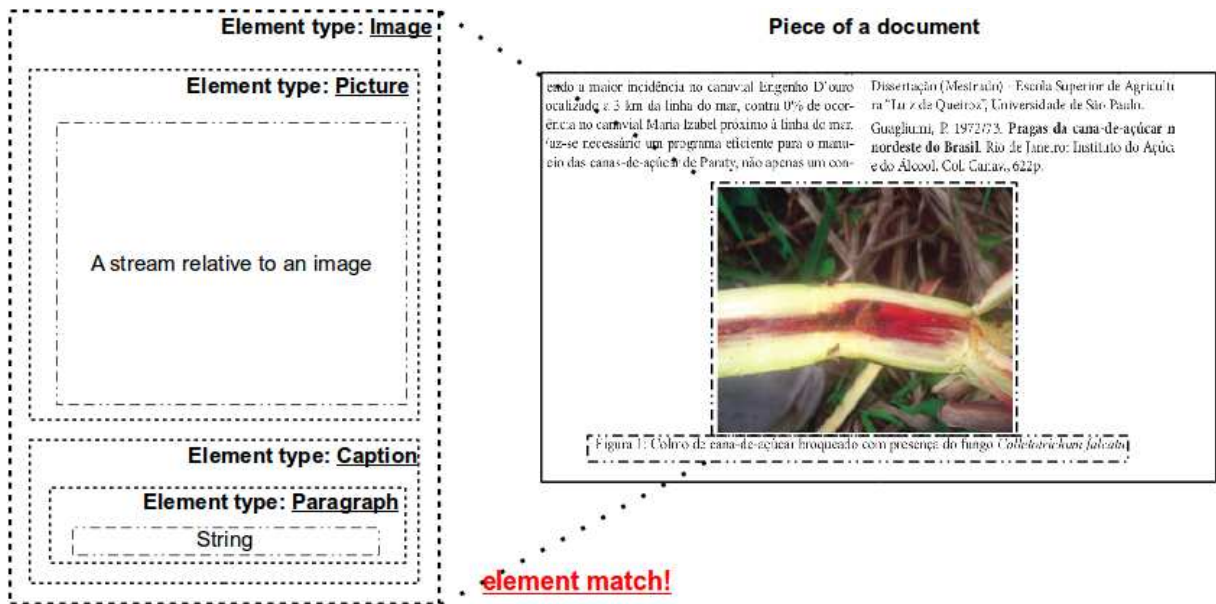 Element type: Image
Element type: Picture
A stream relative to an image
Element type: Caption
Element type: Paragraph
String
Piece of a document
endo a maior incidência no canavial Engenho D'ouro
ocalizado a 3 km da linha do mar, contra 0% de ocor-
ência no canavial Maria Izabel próximo à linha do mar.
faz-se necessário um programa eficiente para o mane-
cio das canas-de-açúcar de Paraty, não apenas um con-
Dissertação (Mestrado) - Escola Superior de Agricultu
ra "Luiz de Queiroz", Universidade de São Paulo.
Guagliumi, P. 1972/73. Pragas da cana-de-açúcar n
nordeste do Brasil. Rio de Janeiro: Instituto do Açúca
e do Álcool. Col. Canav., 622p.
Figura 1: Colmo de cana-de-açúcar broqueado com presença do fungo Colletotrichum falcatu
element match!